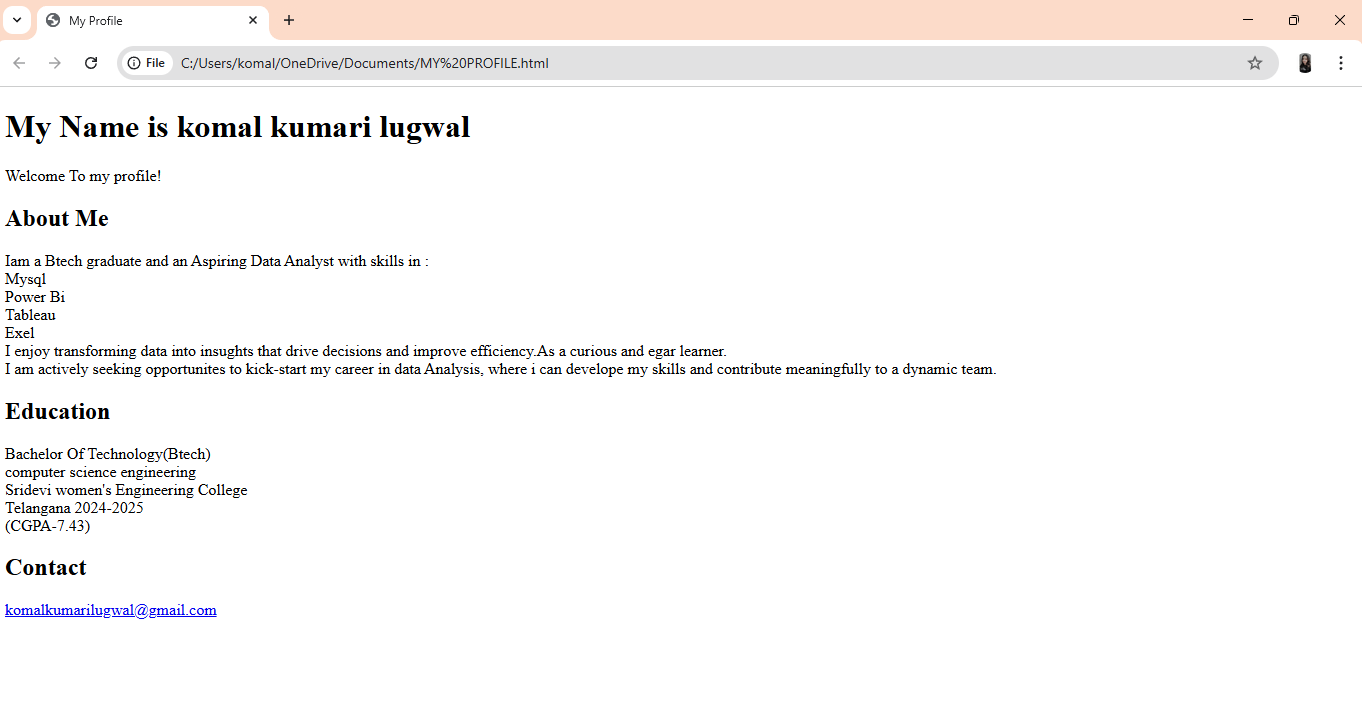 My Profile
File
C:/Users/komal/OneDrive/Documents/MY%20PROFILE.html
My Name is komal kumari lugwal
Welcome To my profile!
About Me
Iam a Btech graduate and an Aspiring Data Analyst with skills in :
Mysql
Power Bi
Tableau
Exel
I enjoy transforming data into insughts that drive decisions and improve efficiency.As a curious and egar learner.
I am actively seeking opportunites to kick-start my career in data Analysis, where i can develope my skills and contribute meaningfully to a dynamic team.
Education
Bachelor Of Technology(Btech)
computer science engineering
Sridevi women's Engineering College
Telangana 2024-2025
(CGPA-7.43)
Contact
komalkumarilugwal@gmail.com